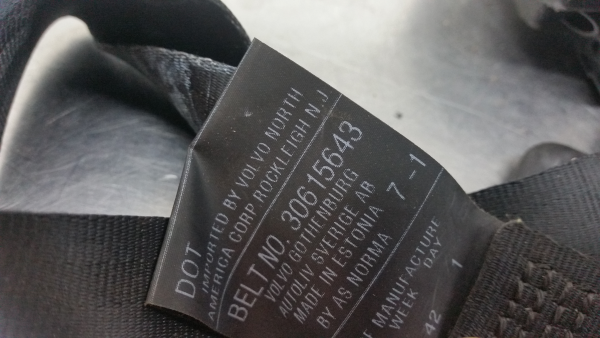 DOT
IMPORTED BY VOLVO NORTH
AMERICA CORP ROCKLEIGH N.J
BELT NO. 30615643
VOLVO GOTHENBURG
AUTOLIV SVERIGE AB
MADE IN ESTONIA
BY AS NORMA 7-1
MANUFACTURE
WEEK DAY
42 1